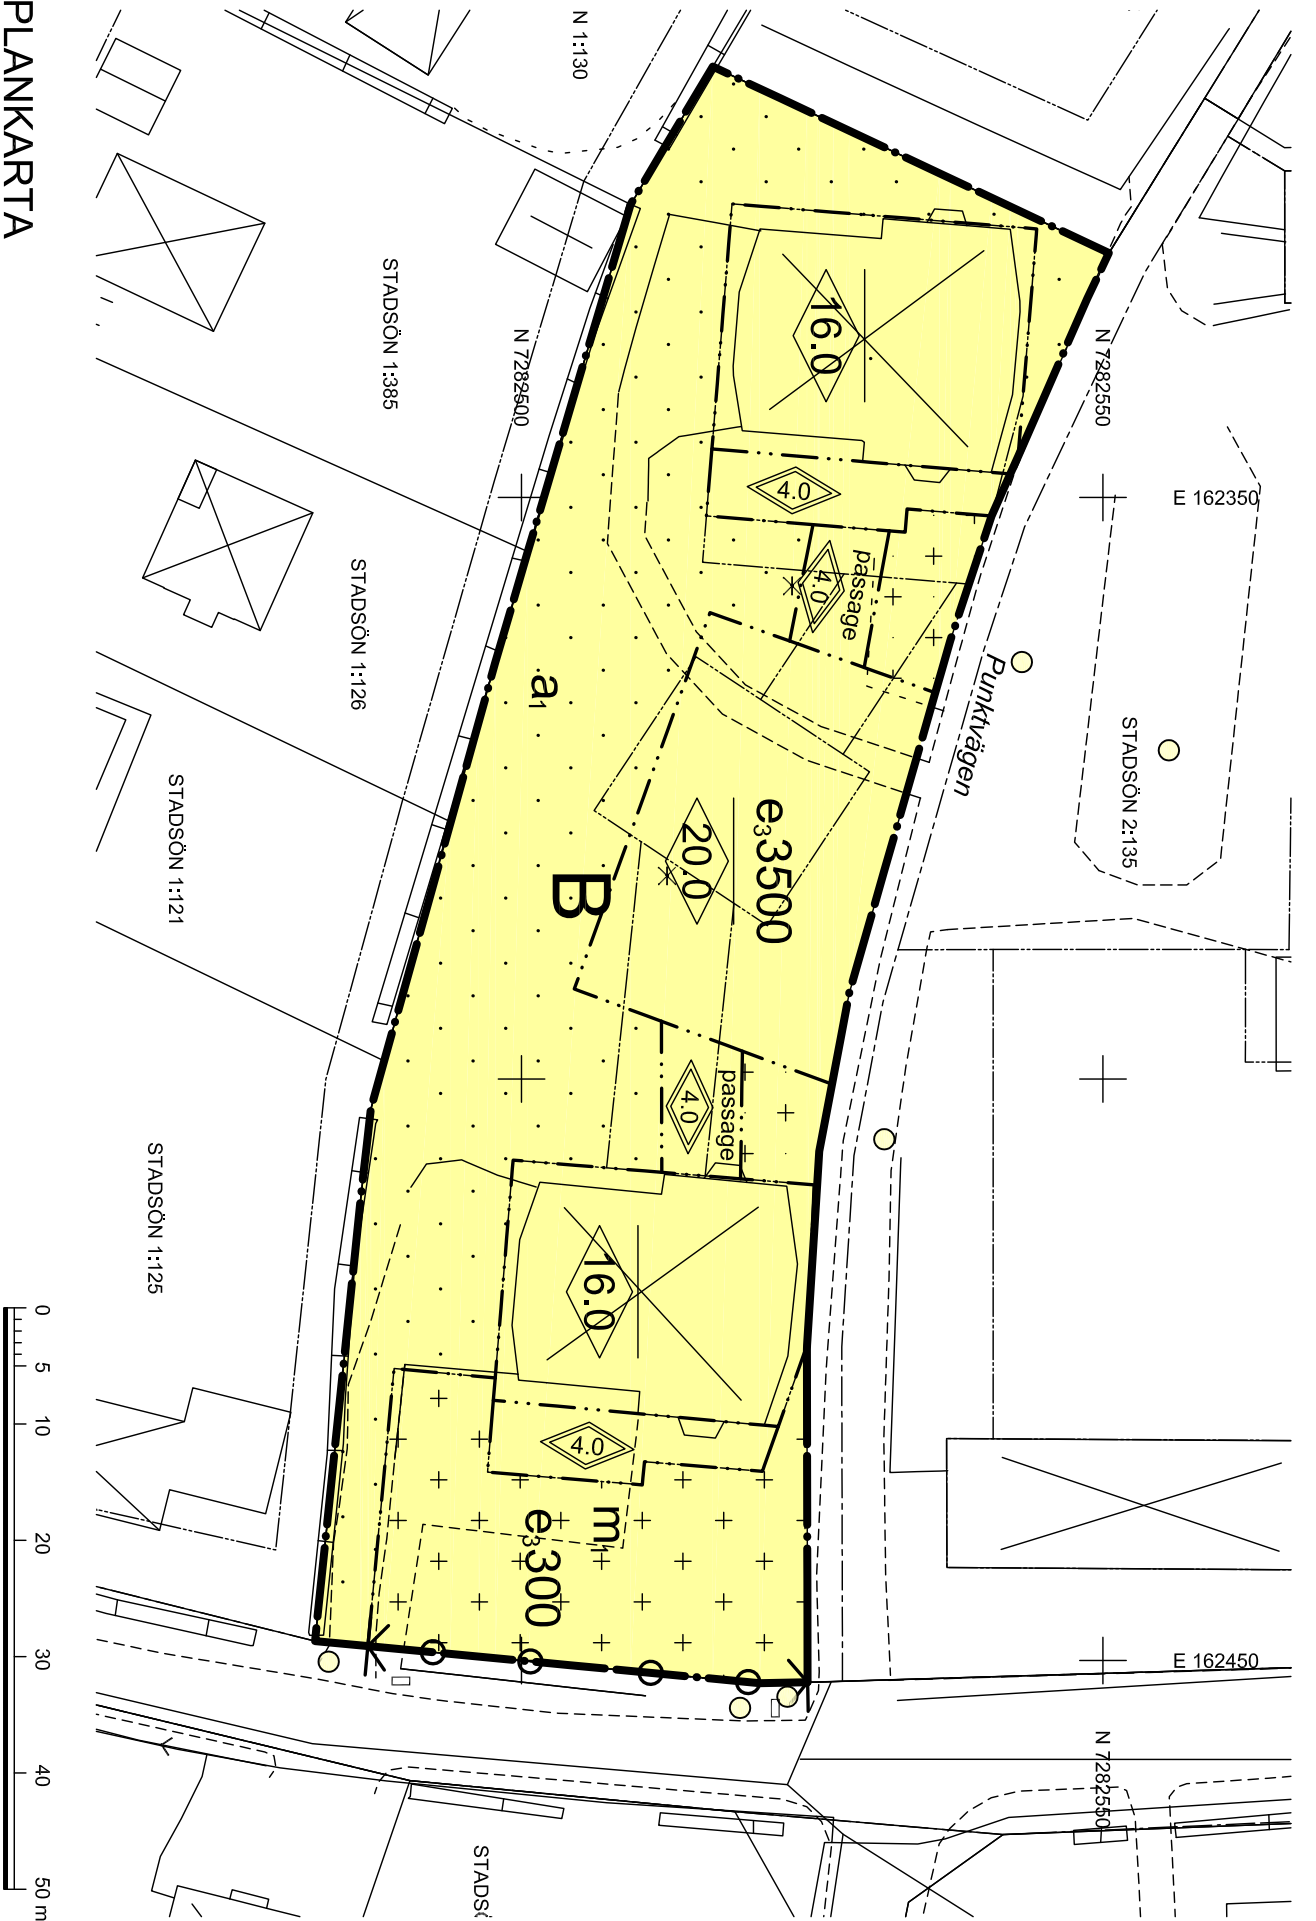 PLANKARTA
N 1:130
STADSÖN 1:385
N 7282500
N 7282550
E 162350
16.0
4.0
4.0
passage
Punktvägen
STADSÖN 2:135
STADSÖN 1:126
a1
STADSÖN 1:121
e33500
20.0
B
4.0
passage
STADSÖN 1:125
16.0
4.0
m1
e3300
E 162450
N 7282550
STADSÖ
0 5 10 20 30 40 50 m